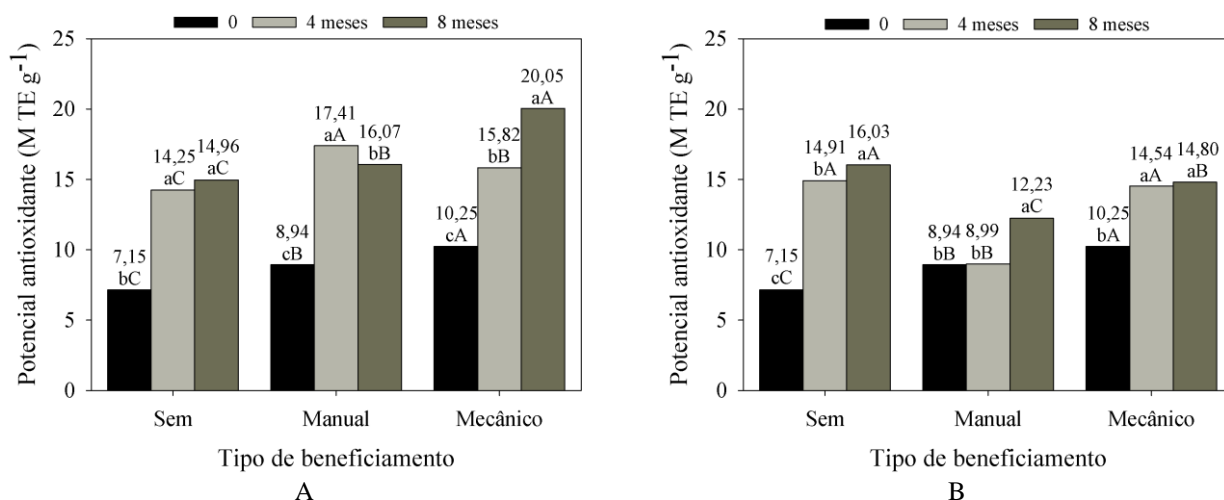 0 4 meses 8 meses
Potencial antioxidante (M TE g-1)
25
20
15
10
5
0
7,15
bC
14,25
aC
14,96
aC
8,94
cB
17,41
aA
16,07
bB
10,25
cA
15,82
bB
20,05
aA
Sem Manual Mecânico
Tipo de beneficiamento
A
0 4 meses 8 meses
Potencial antioxidante (M TE g-1)
25
20
15
10
5
0
7,15
cC
14,91
bA
16,03
aA
8,94
bB
8,99
bB
12,23
aC
10,25
bA
14,54
aA
14,80
aB
Sem Manual Mecânico
Tipo de beneficiamento
B